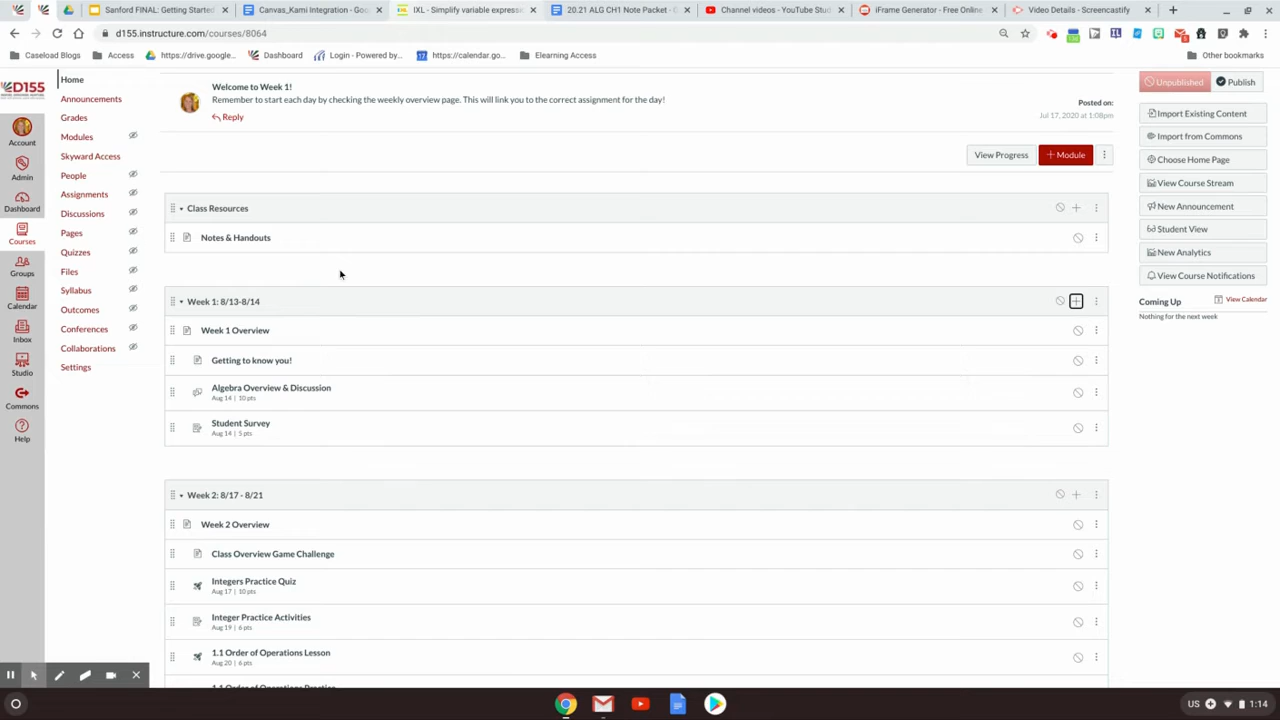 Sanford FINAL: Getting Started
Canvas_Kami Integration - Goo
IXL - Simplify variable express
20.21 ALG CH1 Note Packet - G
Channel videos - YouTube Stud
iFrame Generator - Free Online
Video Details - Screencastify
d155.instructure.com/courses/8064
Caseload Blogs
Access
https://drive.google...
Dashboard
Login - Powered by...
https://calendar.go...
Elearning Access
Other bookmarks
D155
Account
Admin
Dashboard
Courses
Groups
Calendar
Inbox
Studio
Commons
Help
Home
Announcements
Grades
Modules
Skyward Access
People
Assignments
Discussions
Pages
Quizzes
Files
Syllabus
Outcomes
Conferences
Collaborations
Settings
Welcome to Week 1!
Remember to start each day by checking the weekly overview page. This will link you to the correct assignment for the day!
Reply
Posted on:
Jul 17, 2020 at 1:08pm
View Progress
+ Module
Class Resources
Notes & Handouts
Week 1: 8/13-8/14
Week 1 Overview
Getting to know you!
Algebra Overview & Discussion
Aug 14 | 10 pts
Student Survey
Aug 14 | 5 pts
Week 2: 8/17 - 8/21
Week 2 Overview
Class Overview Game Challenge
Integers Practice Quiz
Aug 17 | 10 pts
Integer Practice Activities
Aug 19 | 6 pts
1.1 Order of Operations Lesson
Aug 20 | 6 pts
1.1 Order of Operations Practice
Unpublished
Publish
Import Existing Content
Import from Commons
Choose Home Page
View Course Stream
New Announcement
Student View
New Analytics
View Course Notifications
Coming Up
View Calendar
Nothing for the next week
US
1:14